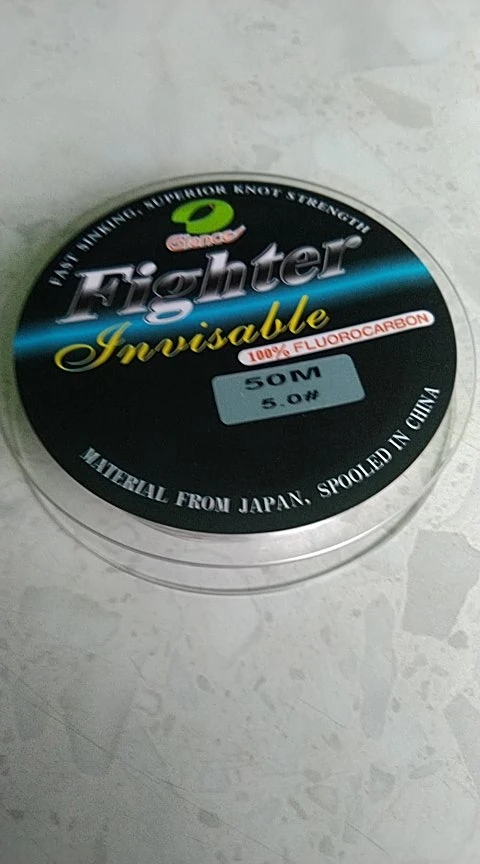 FAST SINKING, SUPERIOR KNOT STRENGTH
Fighter
Invisable
100% FLUOROCARBON
50M
5.0#
MATERIAL FROM JAPAN, SPOOLED IN CHINA